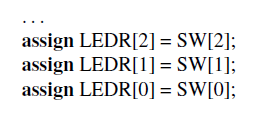 ...
assign LEDR[2] = SW[2];
assign LEDR[1] = SW[1];
assign LEDR[0] = SW[0];